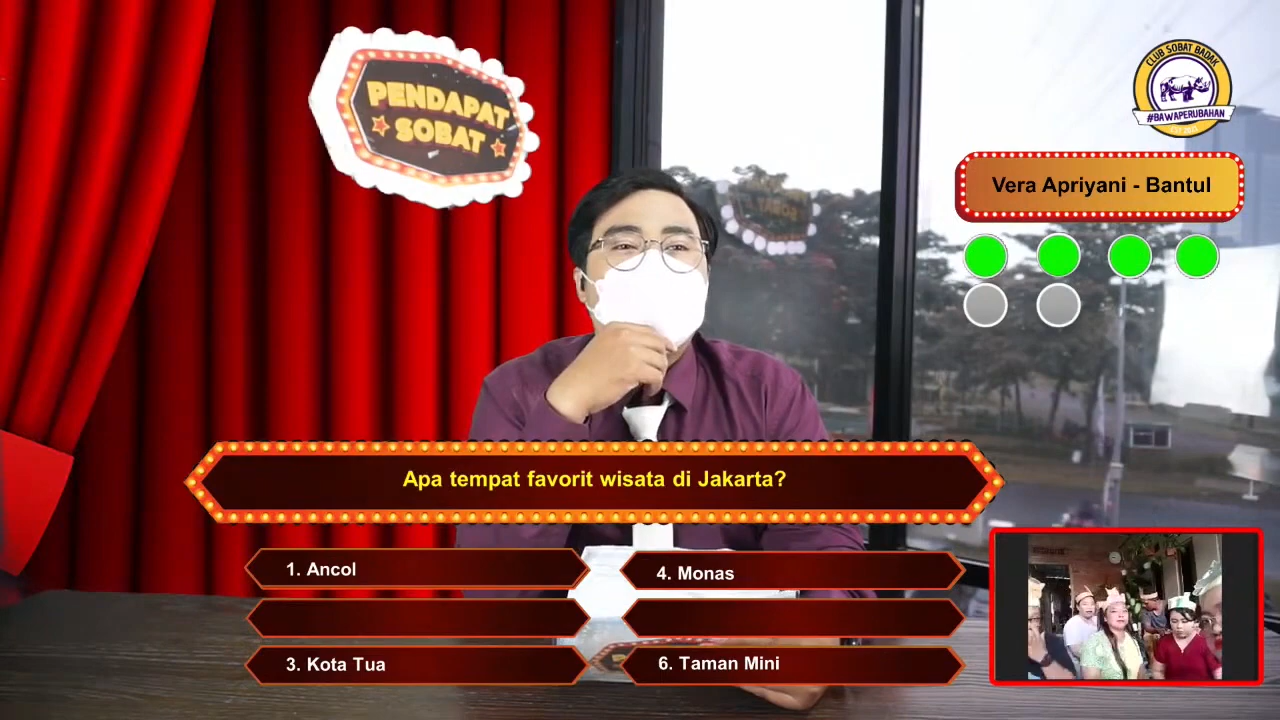 PENDAPAT
SOBAT
CLUB SOBAT BADAK
#BAWAPERUBAHAN
Vera Apriyani - Bantul
Apa tempat favorit wisata di Jakarta?
1. Ancol
4. Monas
3. Kota Tua
6. Taman Mini